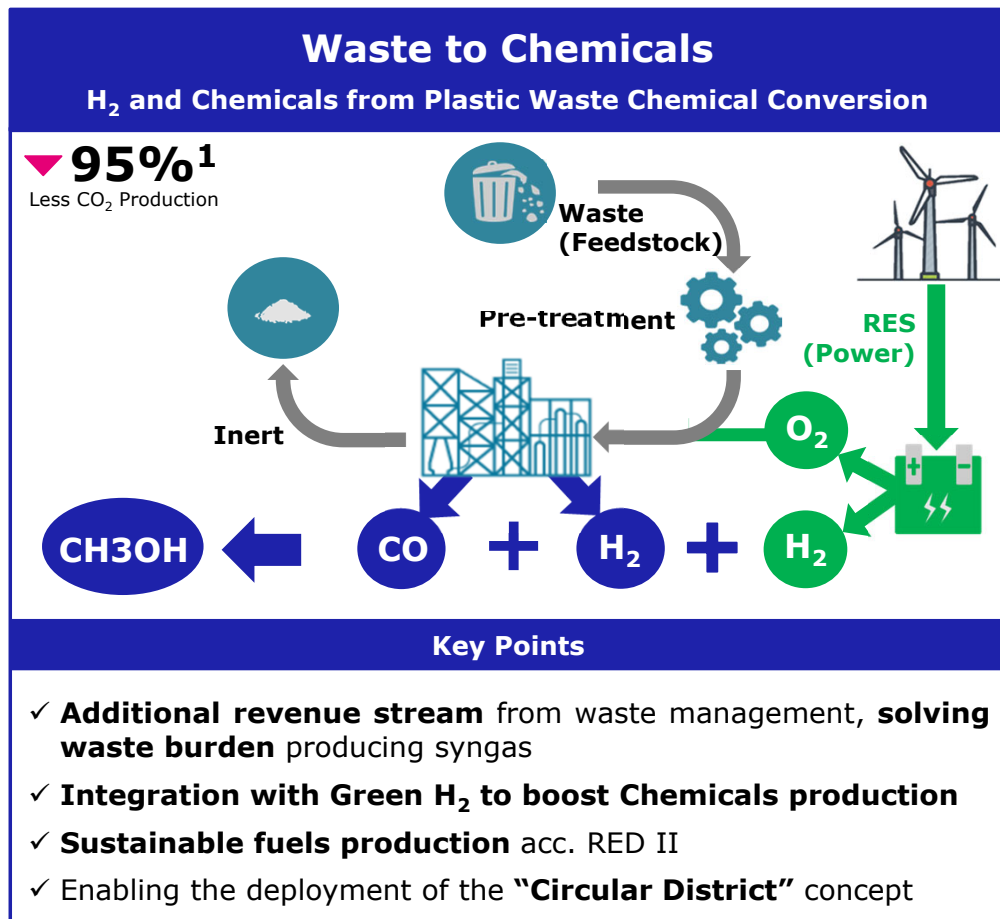 Waste to Chemicals
H₂ and Chemicals from Plastic Waste Chemical Conversion
95%¹
Less CO₂ Production
Waste
(Feedstock)
Pre-treatment
RES
(Power)
Inert
O₂
+ -
CH3OH
CO
+
H₂
+
H₂
Key Points
✓ Additional revenue stream from waste management, solving
waste burden producing syngas
✓ Integration with Green H₂ to boost Chemicals production
✓ Sustainable fuels production acc. RED II
✓ Enabling the deployment of the “Circular District” concept